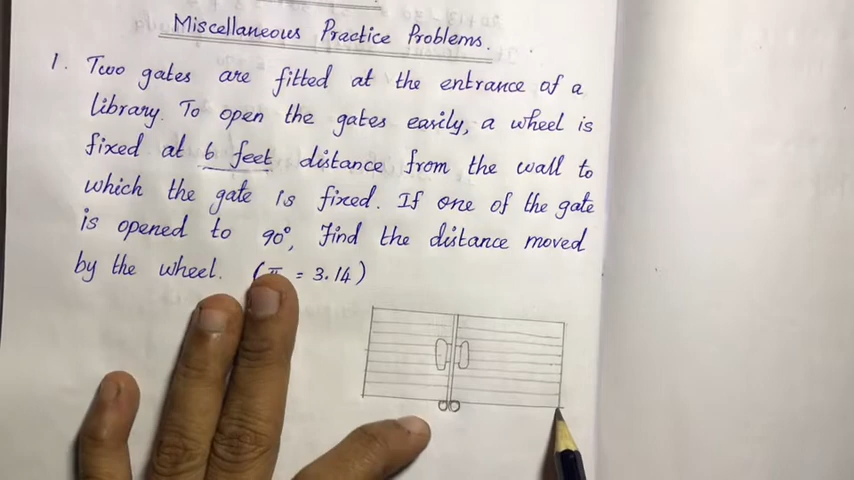 Miscellaneous Practice Problems.
1. Two gates are fitted at the entrance of a
library. To open the gates easily, a wheel is
fixed at 6 feet distance from the wall to
which the gate is fixed. If one of the gate
is opened to 90°, Find the distance moved
by the wheel. (π = 3.14)